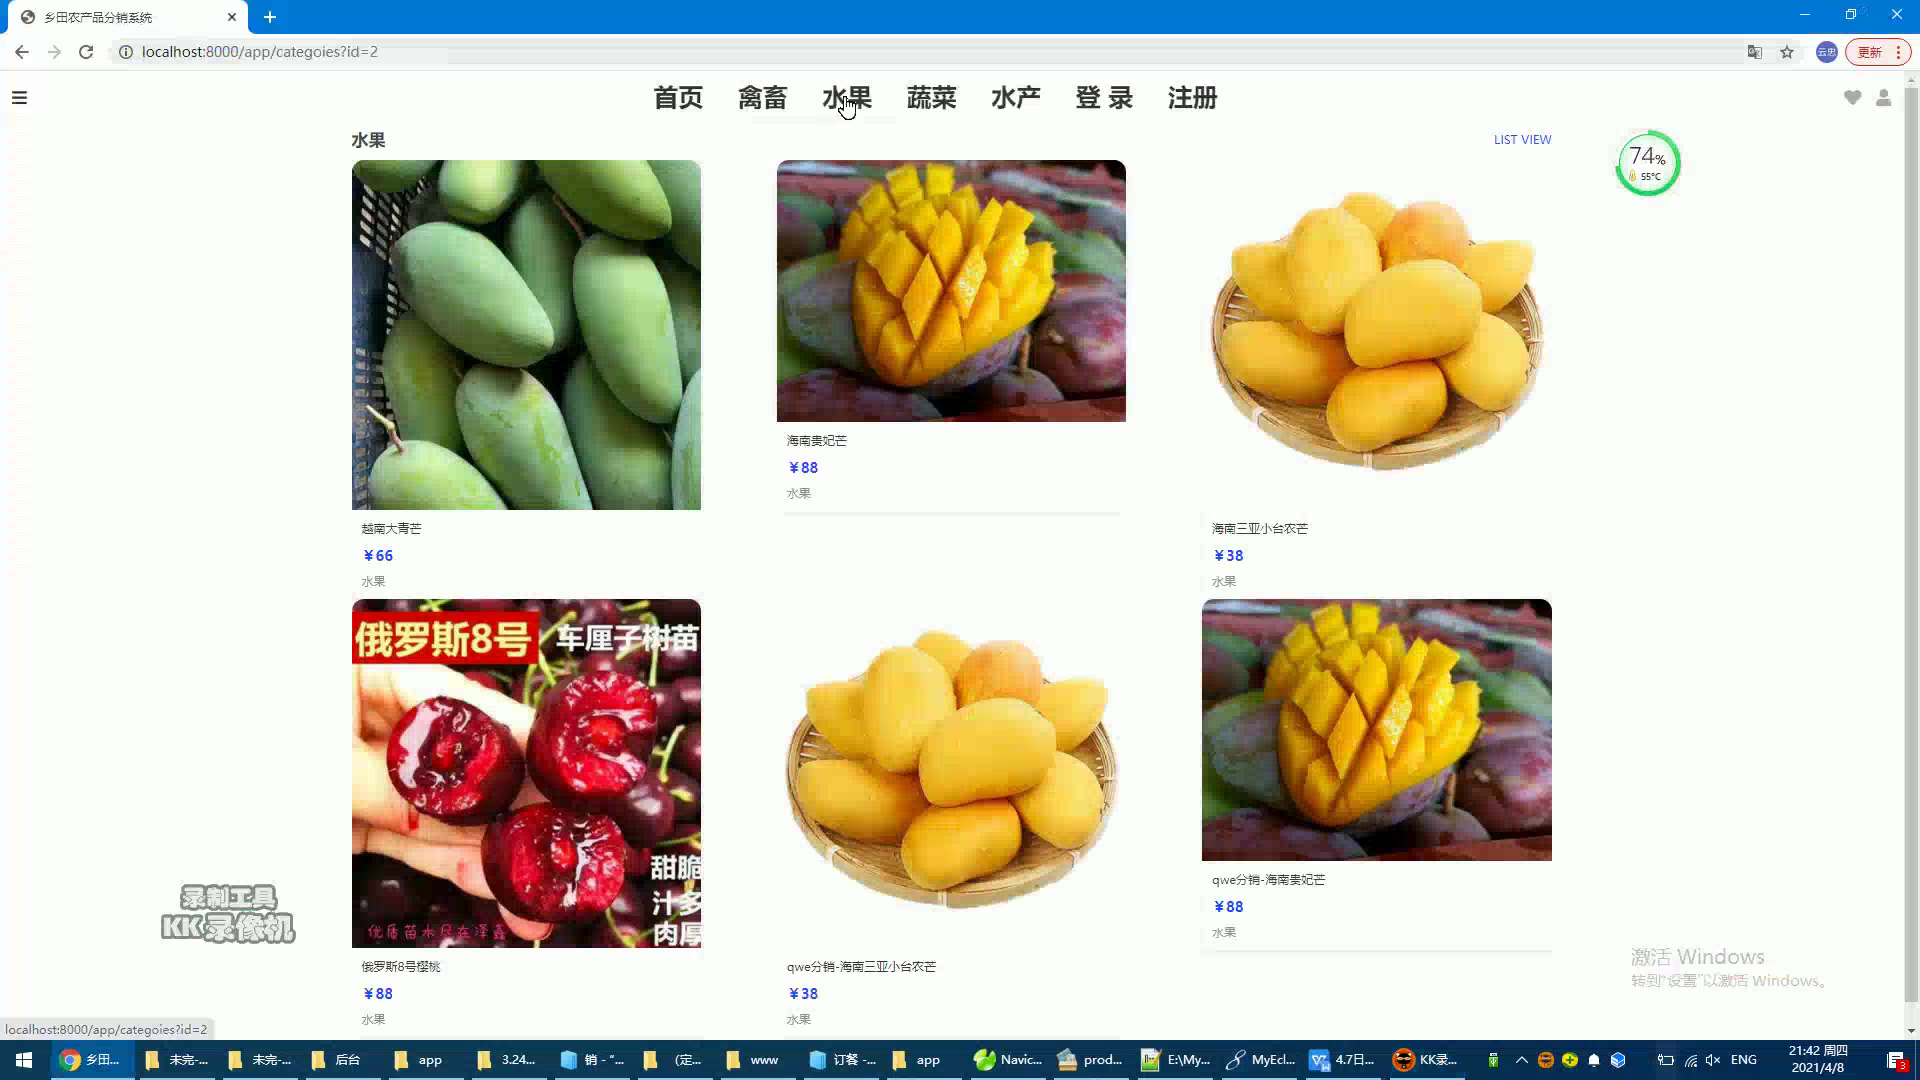 乡田农产品分销系统
localhost:8000/app/categoies?id=2
云忠
更新
首页 禽畜 水果 蔬菜 水产 登 录 注册
水果
LIST VIEW
74%
55°C
越南大青芒
¥66
水果
海南贵妃芒
¥88
水果
海南三亚小台农芒
¥38
水果
俄罗斯8号 车厘子树苗
甜脆
汁多
肉厚
优质苗木尽在泽鑫
俄罗斯8号樱桃
¥88
水果
qwe分销-海南三亚小台农芒
¥38
水果
qwe分销-海南贵妃芒
¥88
水果
录制工具
KK录像机
激活 Windows
转到“设置”以激活 Windows。
localhost:8000/app/categoies?id=2
乡田... 未完-... 未完-... 后台 app 3.24... 销 - “... (定... www 订餐 -... app Navic... prod... E:\My... MyEcl... 4.7日... KK录... ENG
21:42 周四
2021/4/8
3